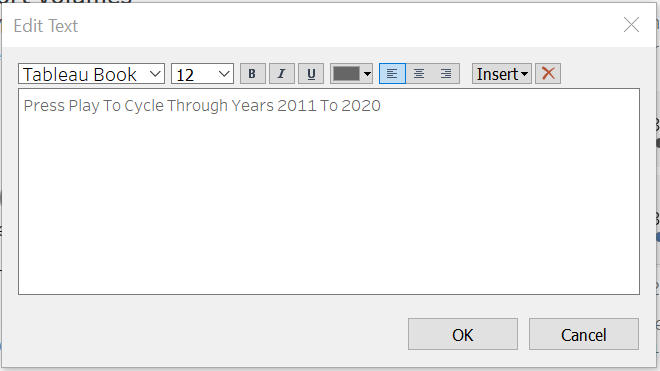 Edit Text
Tableau Book 12 B I U Insert
Press Play To Cycle Through Years 2011 To 2020
OK Cancel